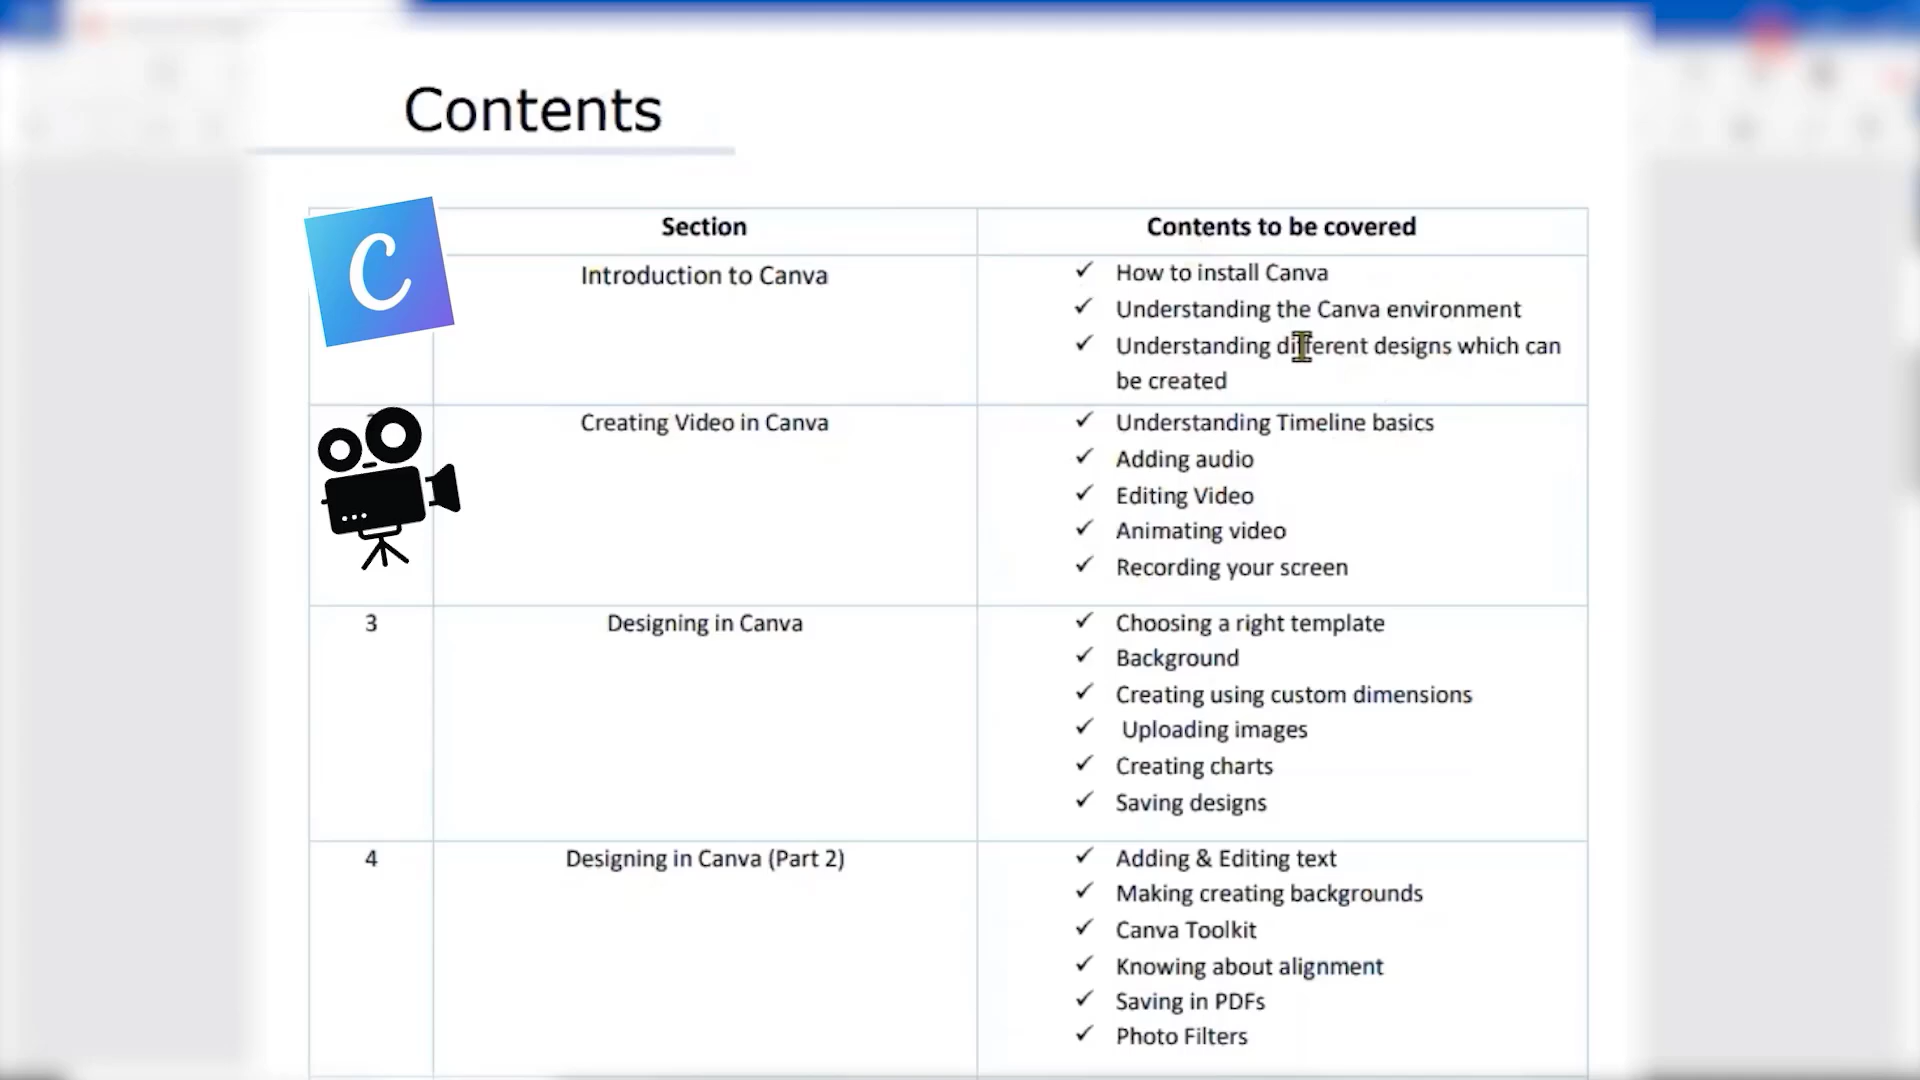 Contents
Section
Contents to be covered
C
Introduction to Canva
✓ How to install Canva
✓ Understanding the Canva environment
✓ Understanding different designs which can
be created
Creating Video in Canva
✓ Understanding Timeline basics
✓ Adding audio
✓ Editing Video
✓ Animating video
✓ Recording your screen
3
Designing in Canva
✓ Choosing a right template
✓ Background
✓ Creating using custom dimensions
✓ Uploading images
✓ Creating charts
✓ Saving designs
4
Designing in Canva (Part 2)
✓ Adding & Editing text
✓ Making creating backgrounds
✓ Canva Toolkit
✓ Knowing about alignment
✓ Saving in PDFs
✓ Photo Filters